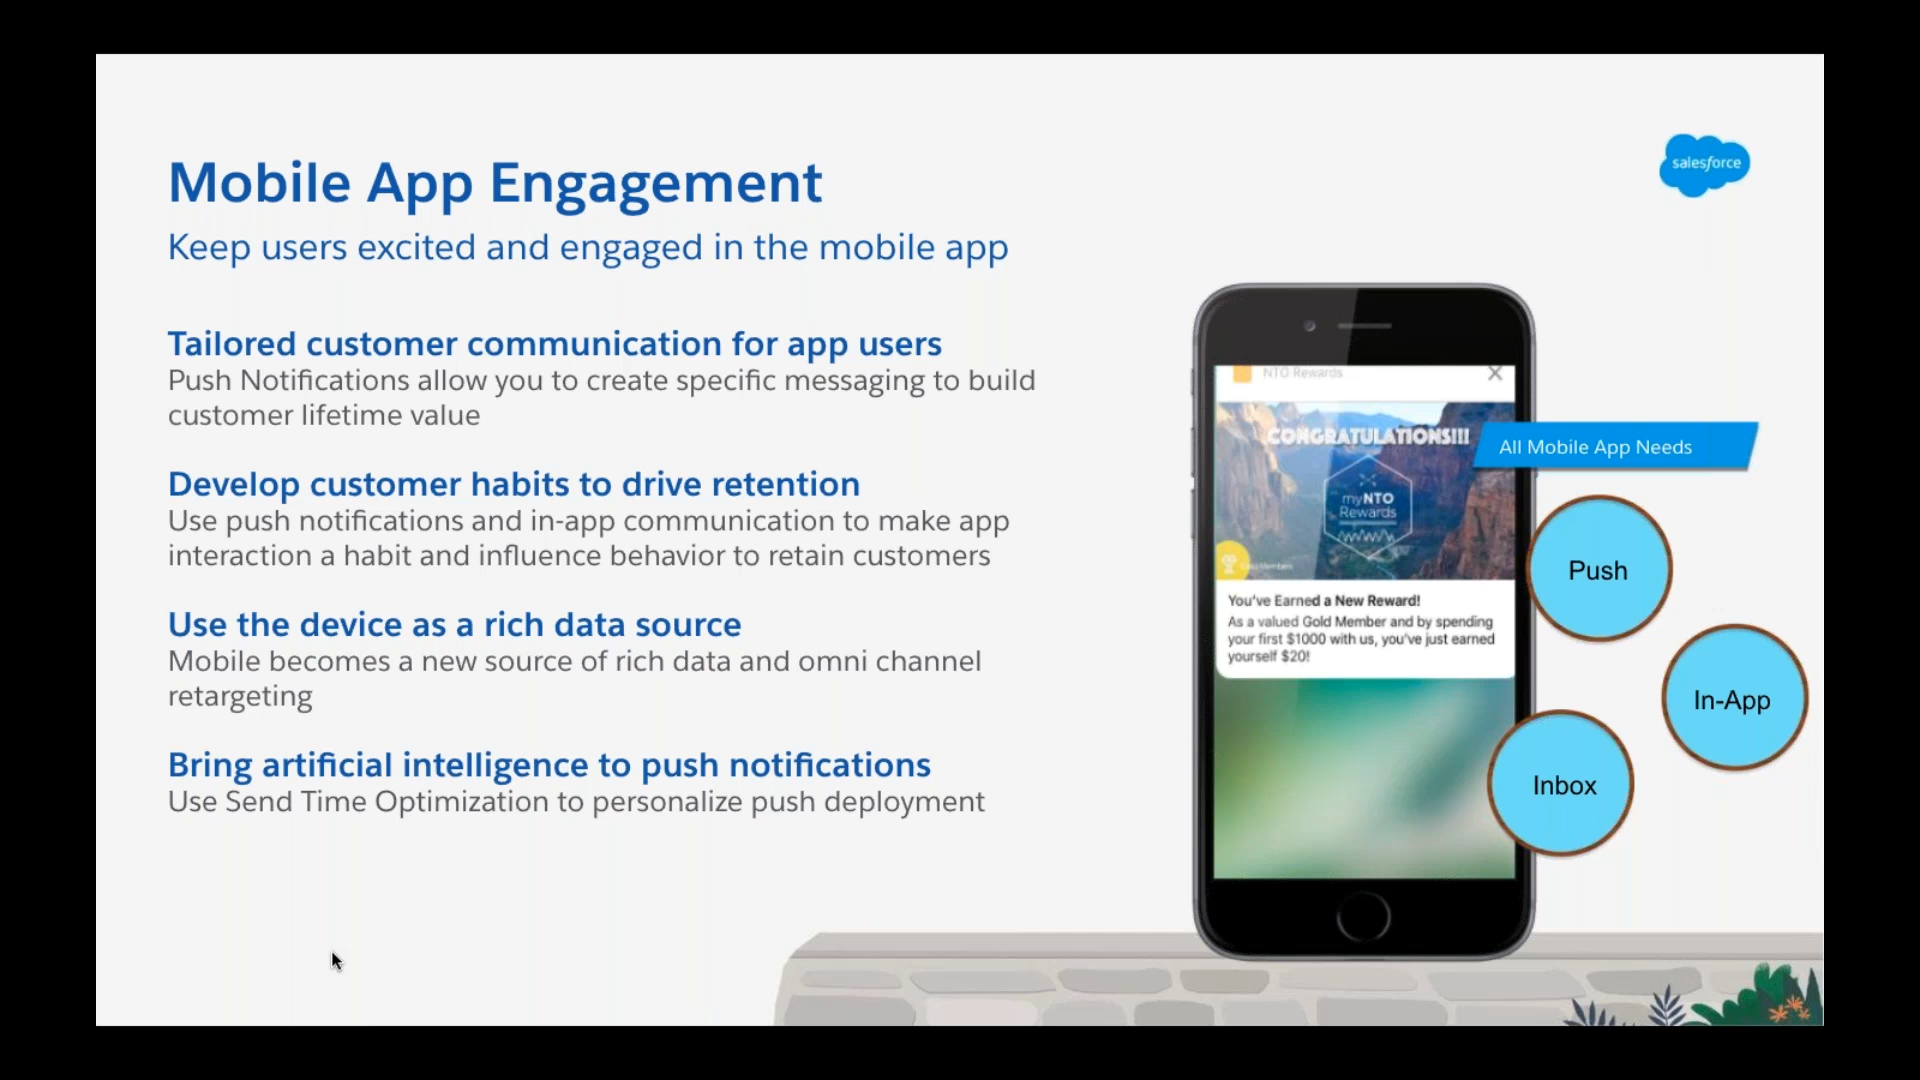 Mobile App Engagement
Keep users excited and engaged in the mobile app
salesforce
Tailored customer communication for app users
Push Notifications allow you to create specific messaging to build
customer lifetime value
Develop customer habits to drive retention
Use push notifications and in-app communication to make app
interaction a habit and influence behavior to retain customers
Use the device as a rich data source
Mobile becomes a new source of rich data and omni channel
retargeting
Bring artificial intelligence to push notifications
Use Send Time Optimization to personalize push deployment
NTO Rewards
CONGRATULATIONS!!!
myNTO
Rewards
Members
You've Earned a New Reward!
As a valued Gold Member and by spending
your first $1000 with us, you've just earned
yourself $20!
All Mobile App Needs
Push
In-App
Inbox